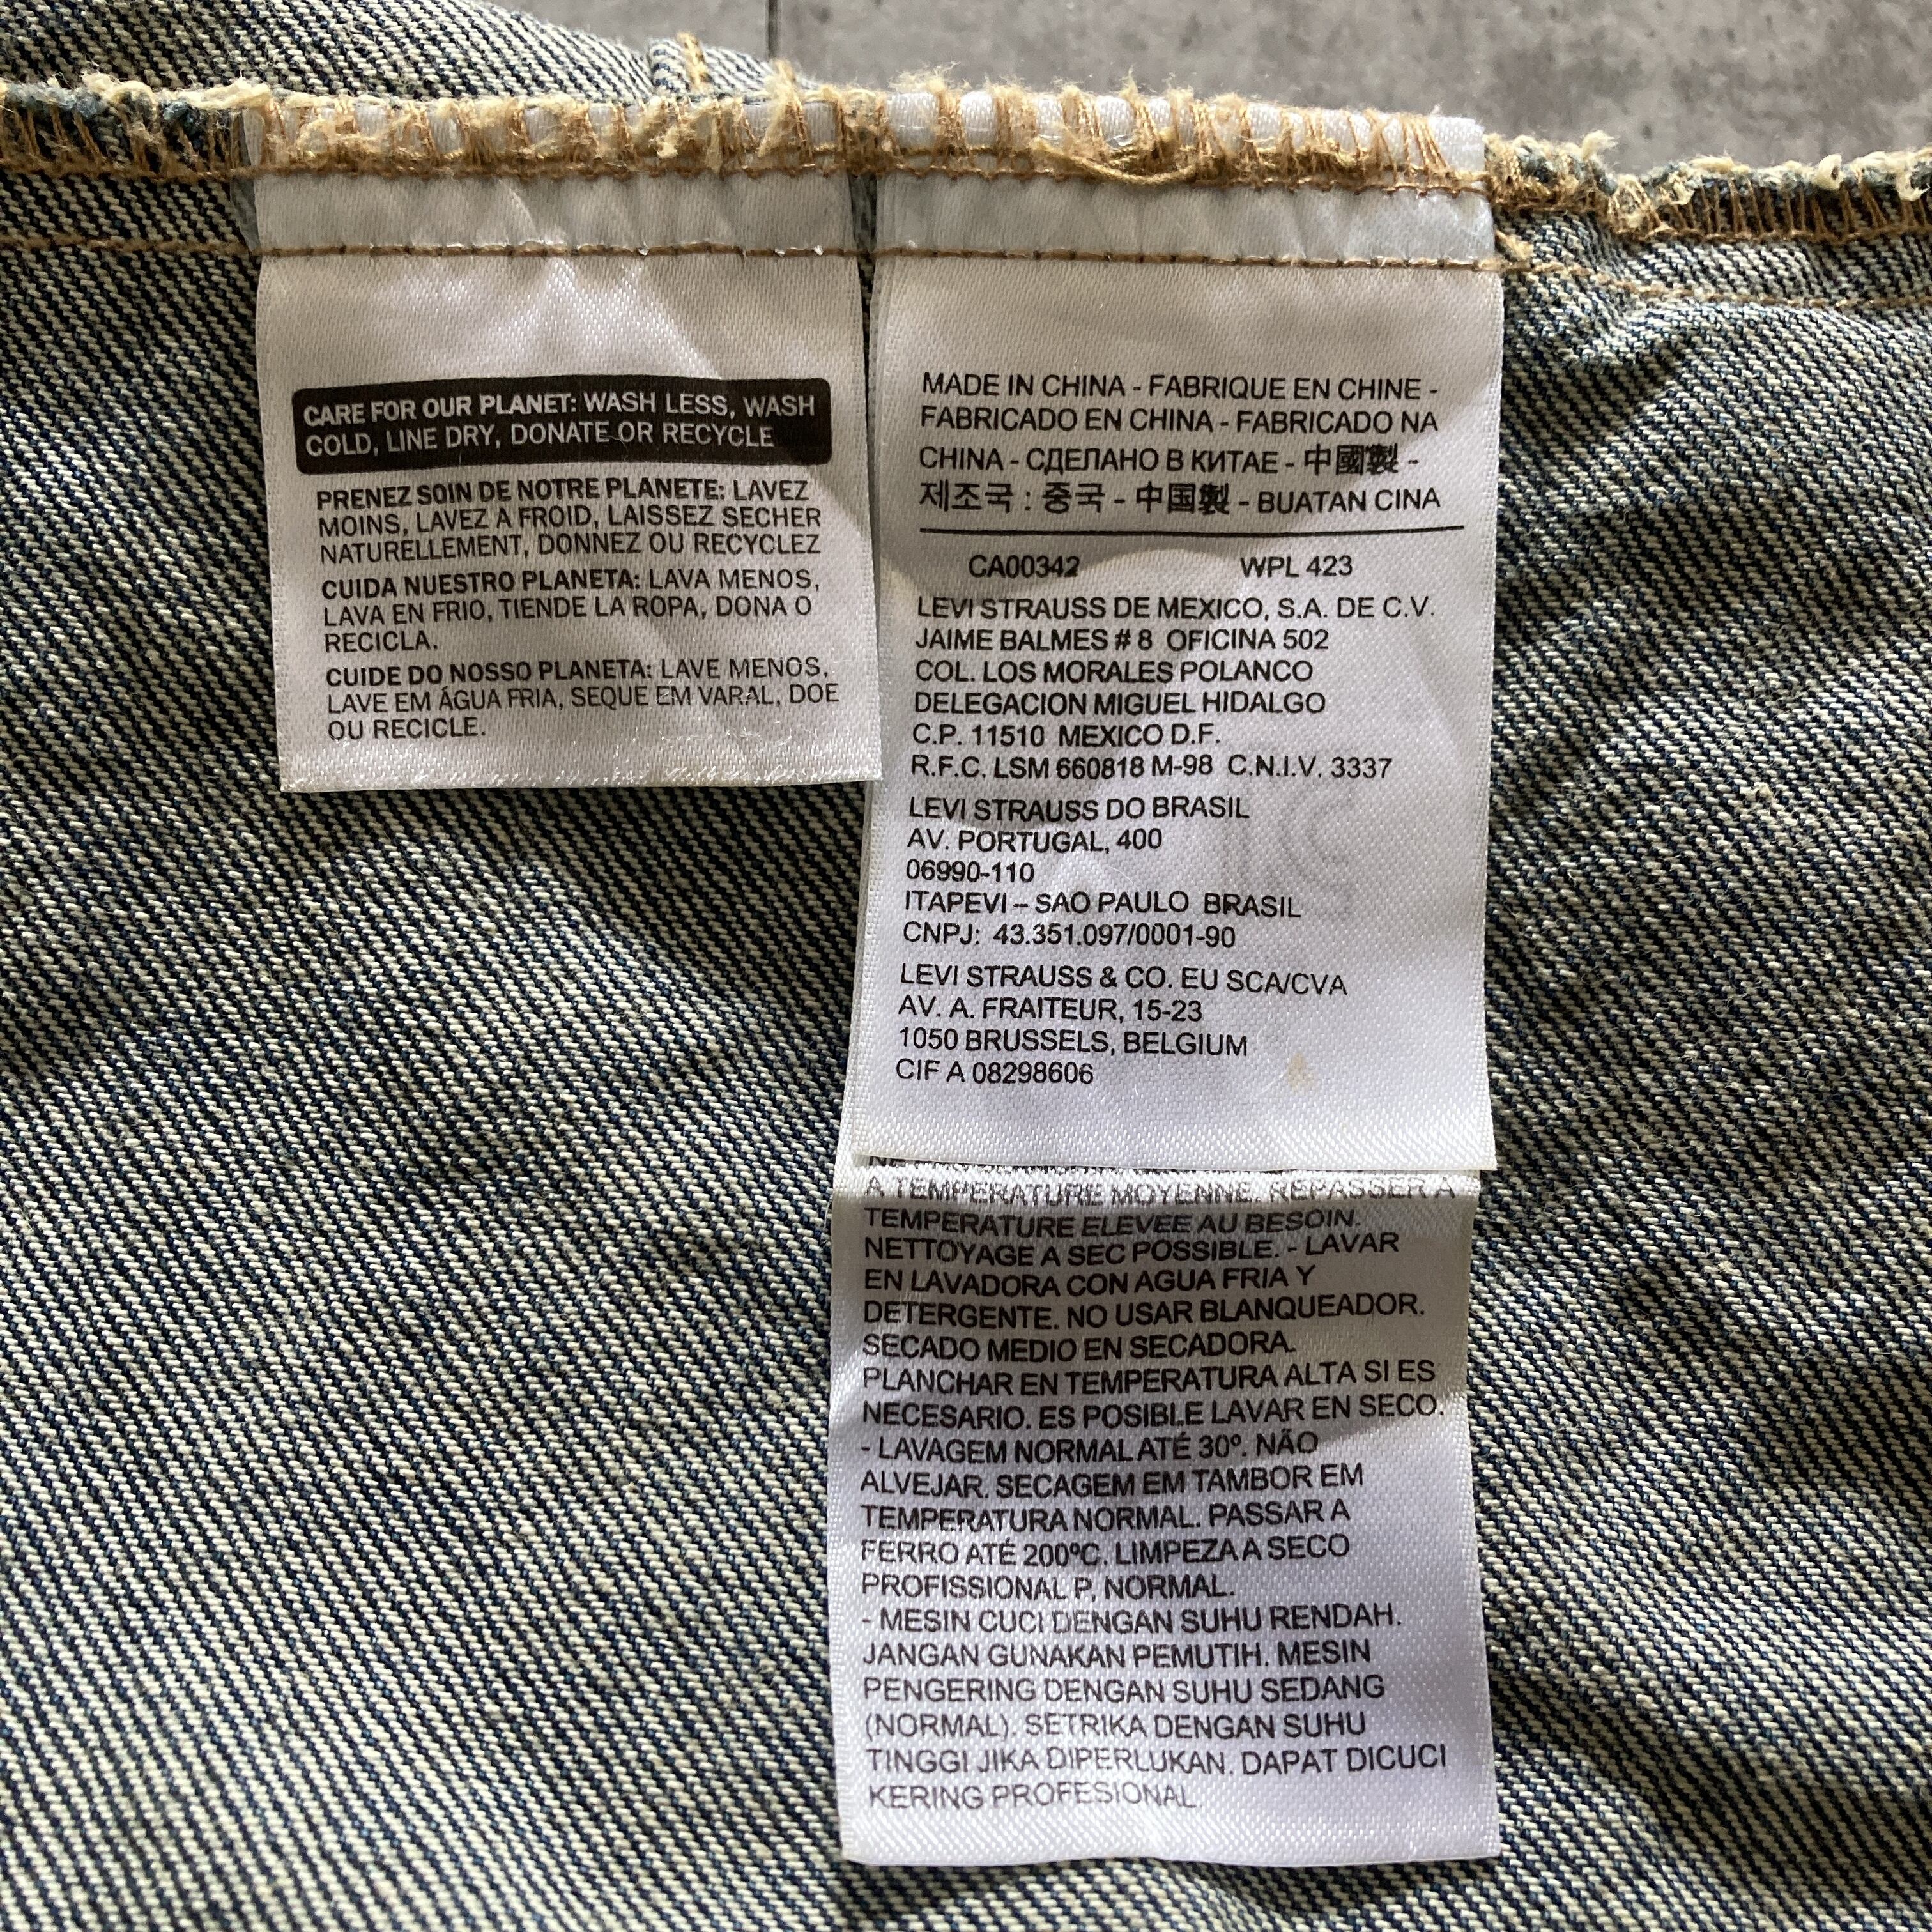 CARE FOR OUR PLANET: WASH LESS, WASH
COLD, LINE DRY, DONATE OR RECYCLE
PRENEZ SOIN DE NOTRE PLANETE: LAVEZ
MOINS, LAVEZ A FROID, LAISSEZ SECHER
NATURELLEMENT, DONNEZ OU RECYCLEZ
CUIDA NUESTRO PLANETA: LAVA MENOS,
LAVA EN FRIO, TIENDE LA ROPA, DONA O
RECICLA.
CUIDE DO NOSSO PLANETA: LAVE MENOS,
LAVE EM ÁGUA FRIA, SEQUE EM VARAL, DOE
OU RECICLE.
MADE IN CHINA - FABRIQUE EN CHINE -
FABRICADO EN CHINA - FABRICADO NA
CHINA - СДЕЛАНО В КИТАЕ - 中國製 -
제조국 : 중국 - 中国製 - BUATAN CINA
CA00342 WPL 423
LEVI STRAUSS DE MEXICO, S.A. DE C.V.
JAIME BALMES # 8 OFICINA 502
COL. LOS MORALES POLANCO
DELEGACION MIGUEL HIDALGO
C.P. 11510 MEXICO D.F.
R.F.C. LSM 660818 M-98 C.N.I.V. 3337
LEVI STRAUSS DO BRASIL
AV. PORTUGAL, 400
06990-110
ITAPEVI – SAO PAULO BRASIL
CNPJ: 43.351.097/0001-90
LEVI STRAUSS & CO. EU SCA/CVA
AV. A. FRAITEUR, 15-23
1050 BRUSSELS, BELGIUM
CIF A 08298606
A TEMPERATURE MOYENNE. REPASSER A
TEMPERATURE ELEVEE AU BESOIN.
NETTOYAGE A SEC POSSIBLE. - LAVAR
EN LAVADORA CON AGUA FRIA Y
DETERGENTE. NO USAR BLANQUEADOR.
SECADO MEDIO EN SECADORA.
PLANCHAR EN TEMPERATURA ALTA SI ES
NECESARIO. ES POSIBLE LAVAR EN SECO.
- LAVAGEM NORMAL ATÉ 30º. NÃO
ALVEJAR. SECAGEM EM TAMBOR EM
TEMPERATURA NORMAL. PASSAR A
FERRO ATÉ 200ºC. LIMPEZA A SECO
PROFISSIONAL P, NORMAL.
- MESIN CUCI DENGAN SUHU RENDAH.
JANGAN GUNAKAN PEMUTIH. MESIN
PENGERING DENGAN SUHU SEDANG
(NORMAL). SETRIKA DENGAN SUHU
TINGGI JIKA DIPERLUKAN. DAPAT DICUCI
KERING PROFESIONAL.